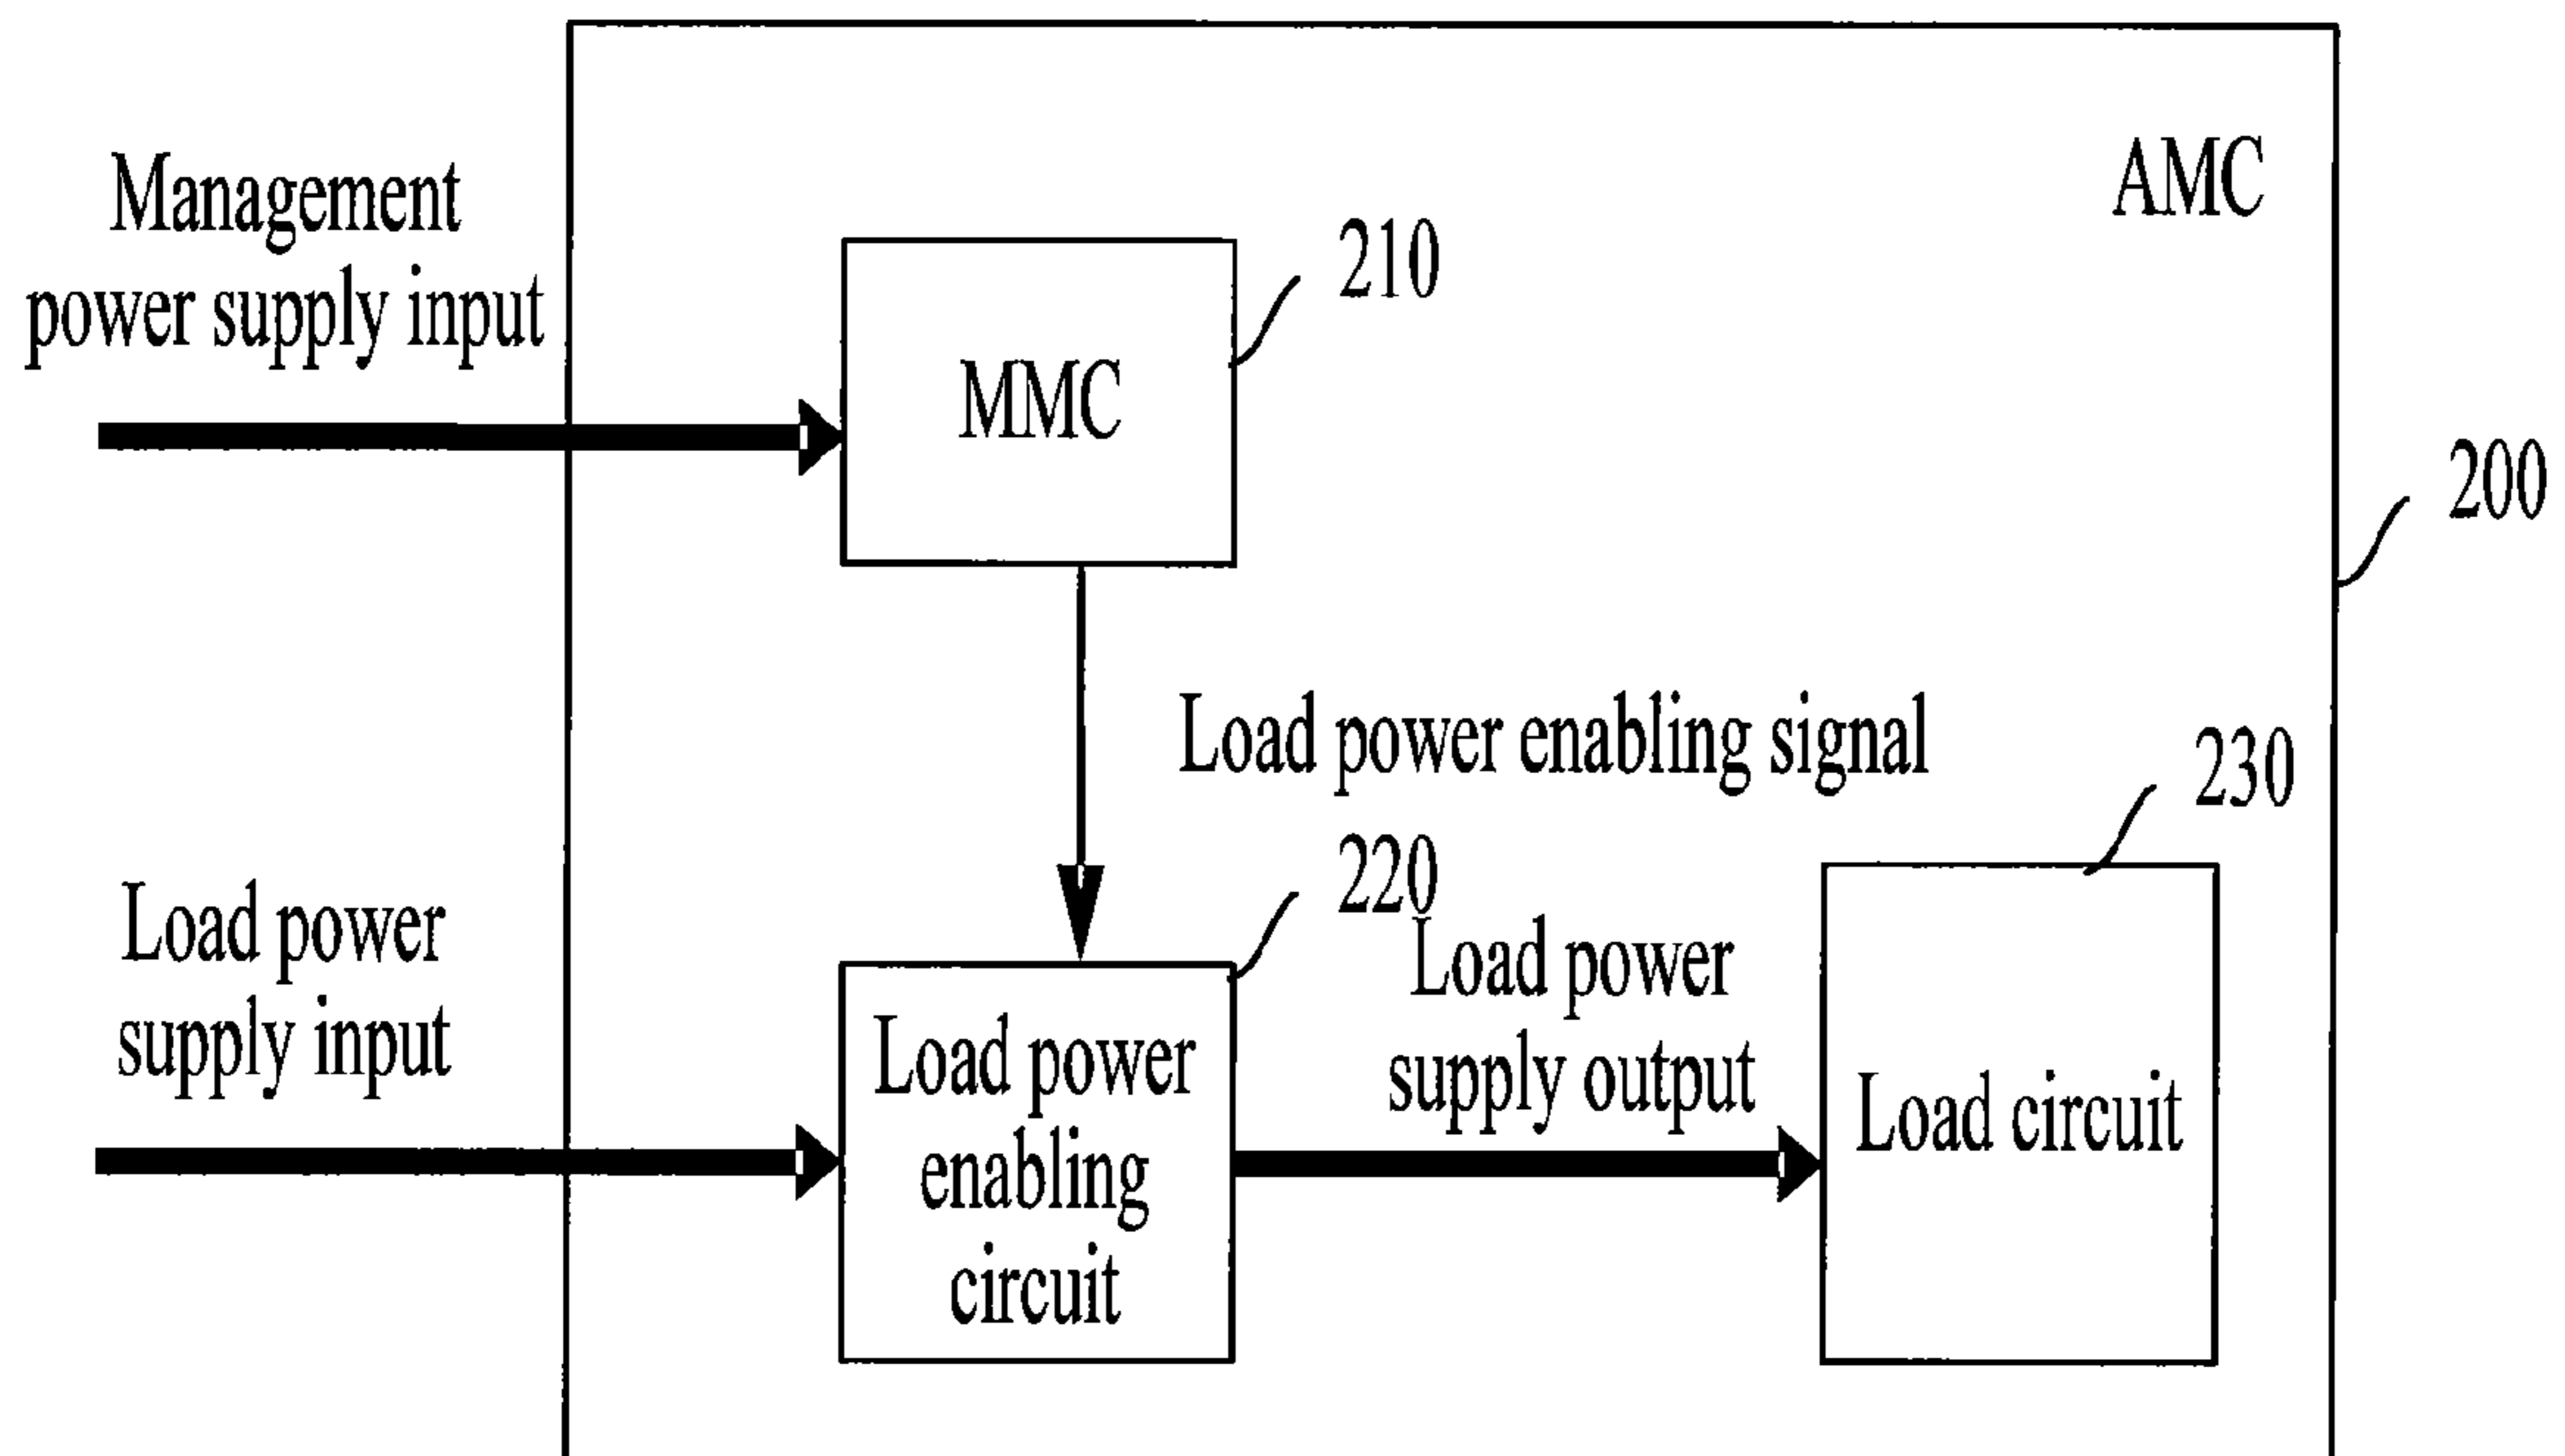 AMC
Management
power supply input
210
MMC
200
Load power enabling signal
230
220
Load power
supply input
Load power
supply output
Load power
enabling
circuit
Load circuit